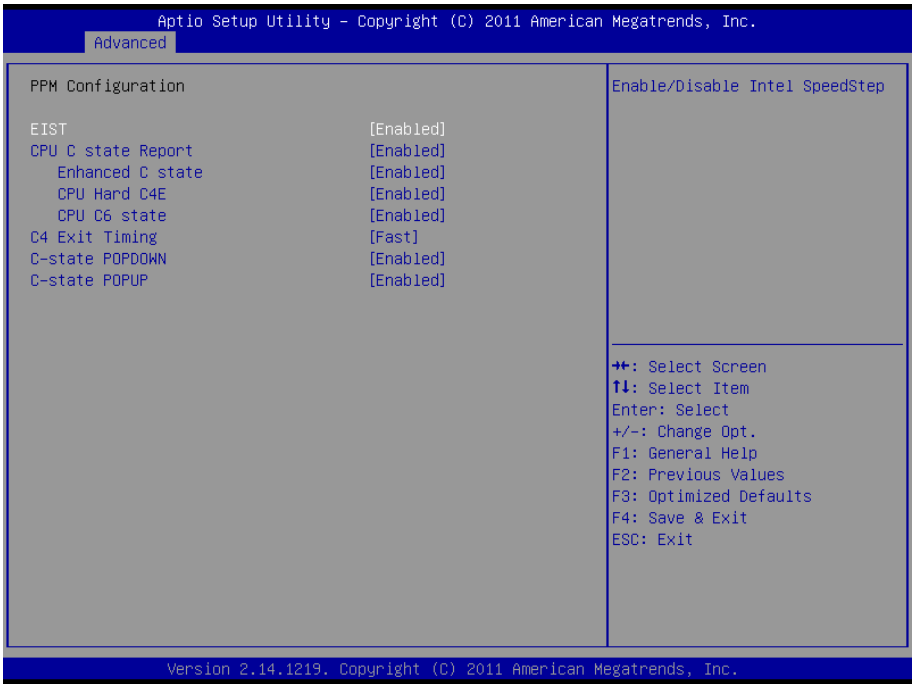 Aptio Setup Utility – Copyright (C) 2011 American Megatrends, Inc.
Advanced
PPM Configuration
EIST [Enabled]
CPU C state Report [Enabled]
Enhanced C state [Enabled]
CPU Hard C4E [Enabled]
CPU C6 state [Enabled]
C4 Exit Timing [Fast]
C-state POPDOWN [Enabled]
C-state POPUP [Enabled]
Enable/Disable Intel SpeedStep
→←: Select Screen
↑↓: Select Item
Enter: Select
+/-: Change Opt.
F1: General Help
F2: Previous Values
F3: Optimized Defaults
F4: Save & Exit
ESC: Exit
Version 2.14.1219. Copyright (C) 2011 American Megatrends, Inc.